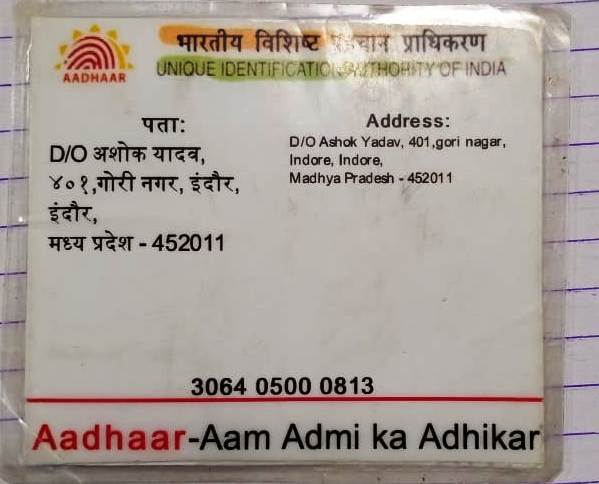 भारतीय विशिष्ट पहचान प्राधिकरण
UNIQUE IDENTIFICATION AUTHORITY OF INDIA
AADHAAR
पता:
D/O अशोक यादव,
४०१,गोरी नगर, इंदौर,
इंदौर,
मध्य प्रदेश - 452011
Address:
D/O Ashok Yadav, 401,gori nagar,
Indore, Indore,
Madhya Pradesh - 452011
3064 0500 0813
Aadhaar-Aam Admi ka Adhikar